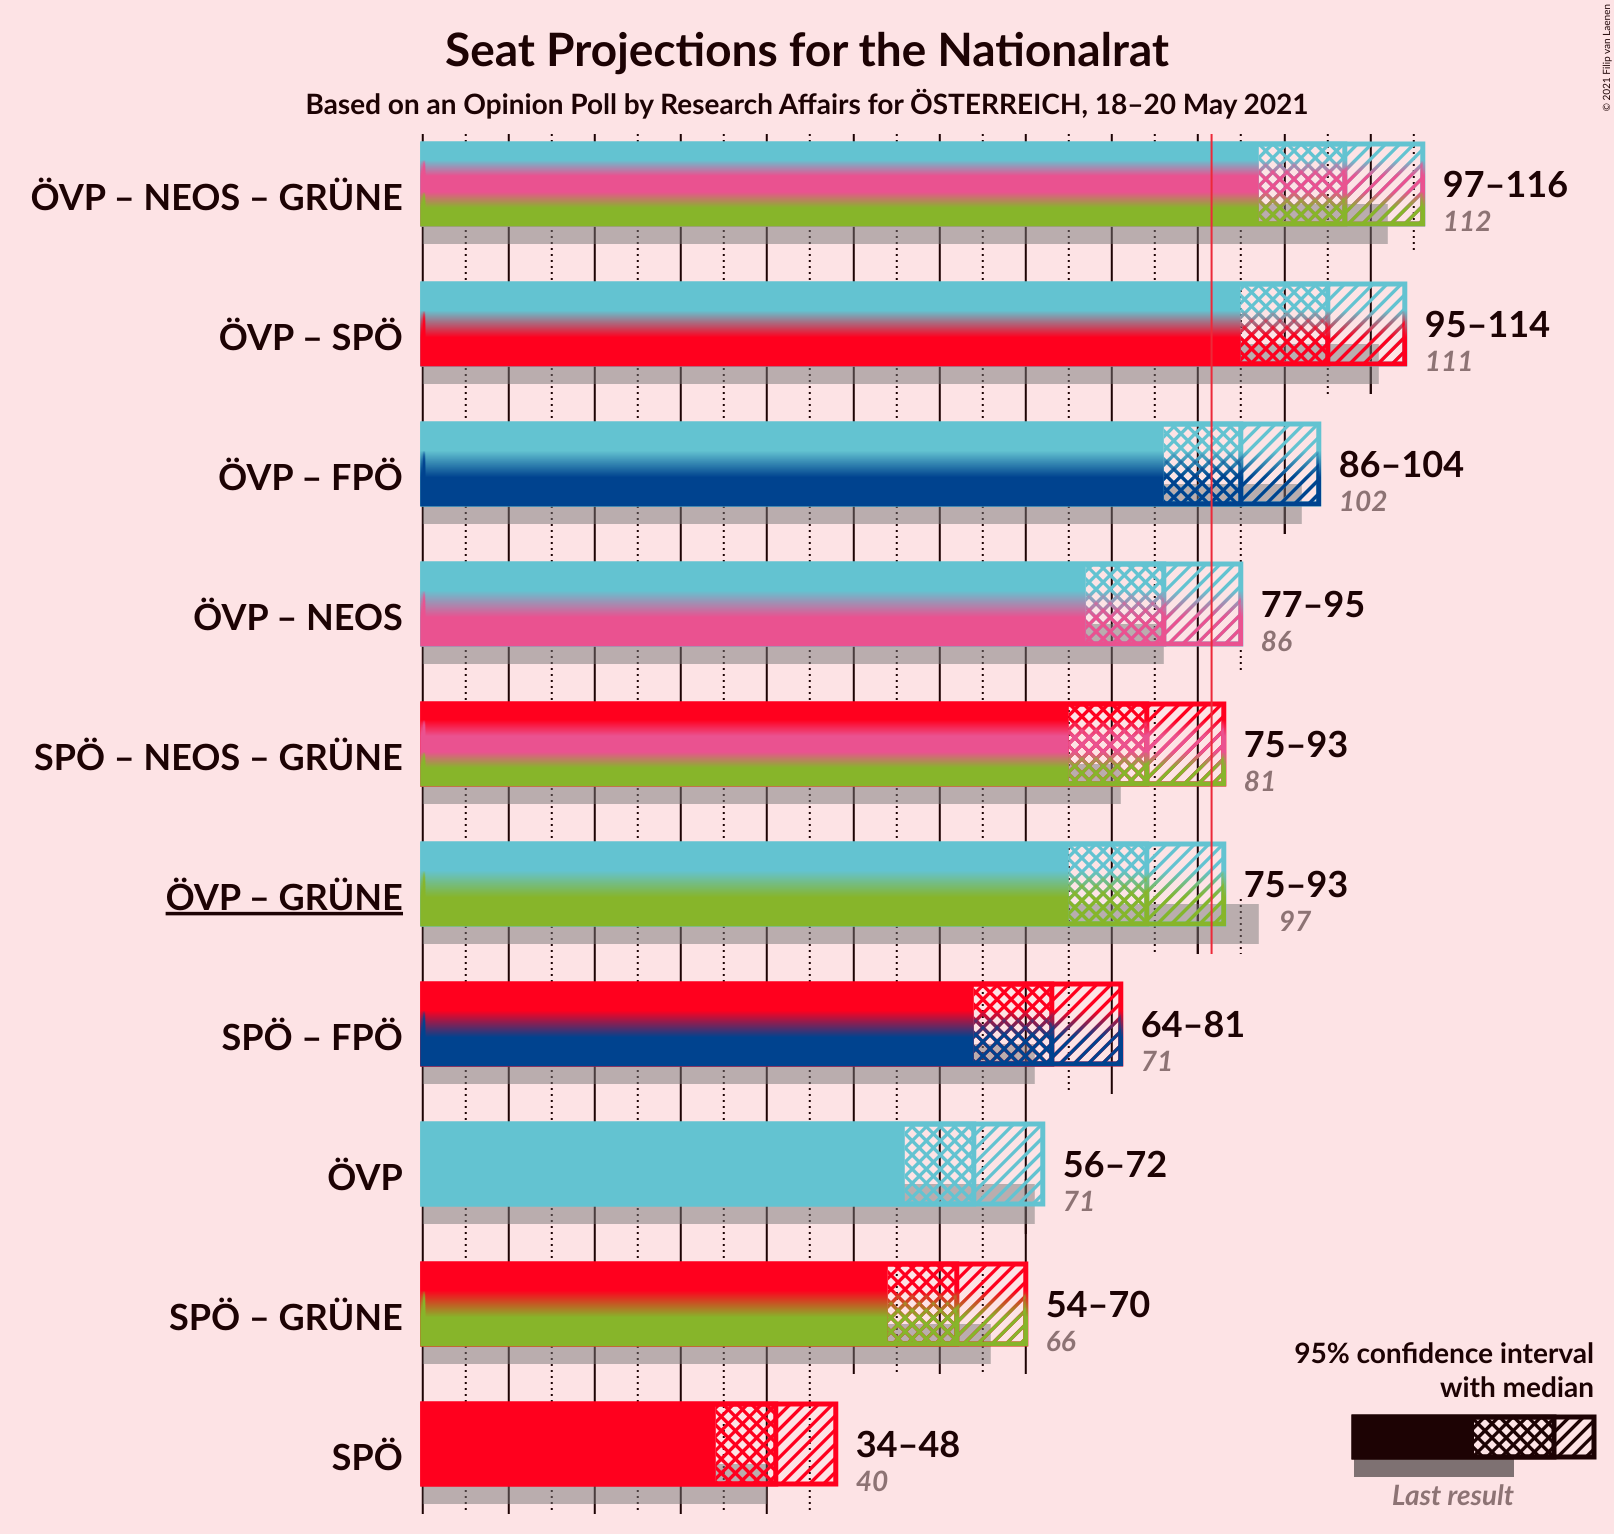 Seat Projections for the Nationalrat
Based on an Opinion Poll by Research Affairs for ÖSTERREICH, 18–20 May 2021
© 2021 Filip van Laenen
ÖVP – NEOS – GRÜNE
97–116
112
ÖVP – SPÖ
95–114
111
ÖVP – FPÖ
86–104
102
ÖVP – NEOS
77–95
86
SPÖ – NEOS – GRÜNE
75–93
81
ÖVP – GRÜNE
75–93
97
SPÖ – FPÖ
64–81
71
ÖVP
56–72
71
SPÖ – GRÜNE
54–70
66
SPÖ
34–48
40
95% confidence interval
with median
Last result